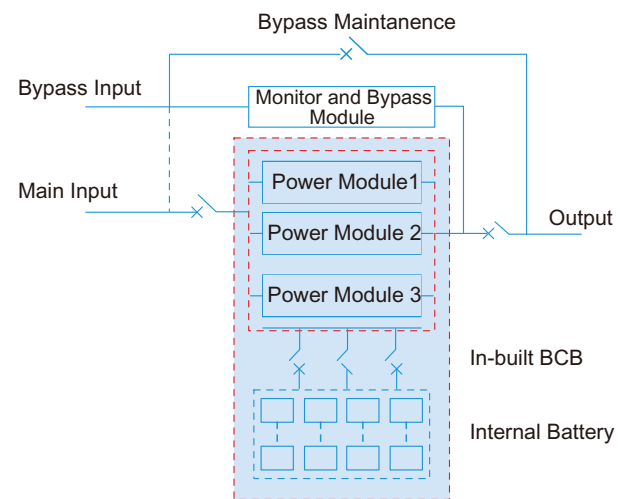 Bypass Maintanence
Bypass Input
Monitor and Bypass
Module
Power Module1
Main Input
Power Module 2
Output
Power Module 3
In-built BCB
Internal Battery